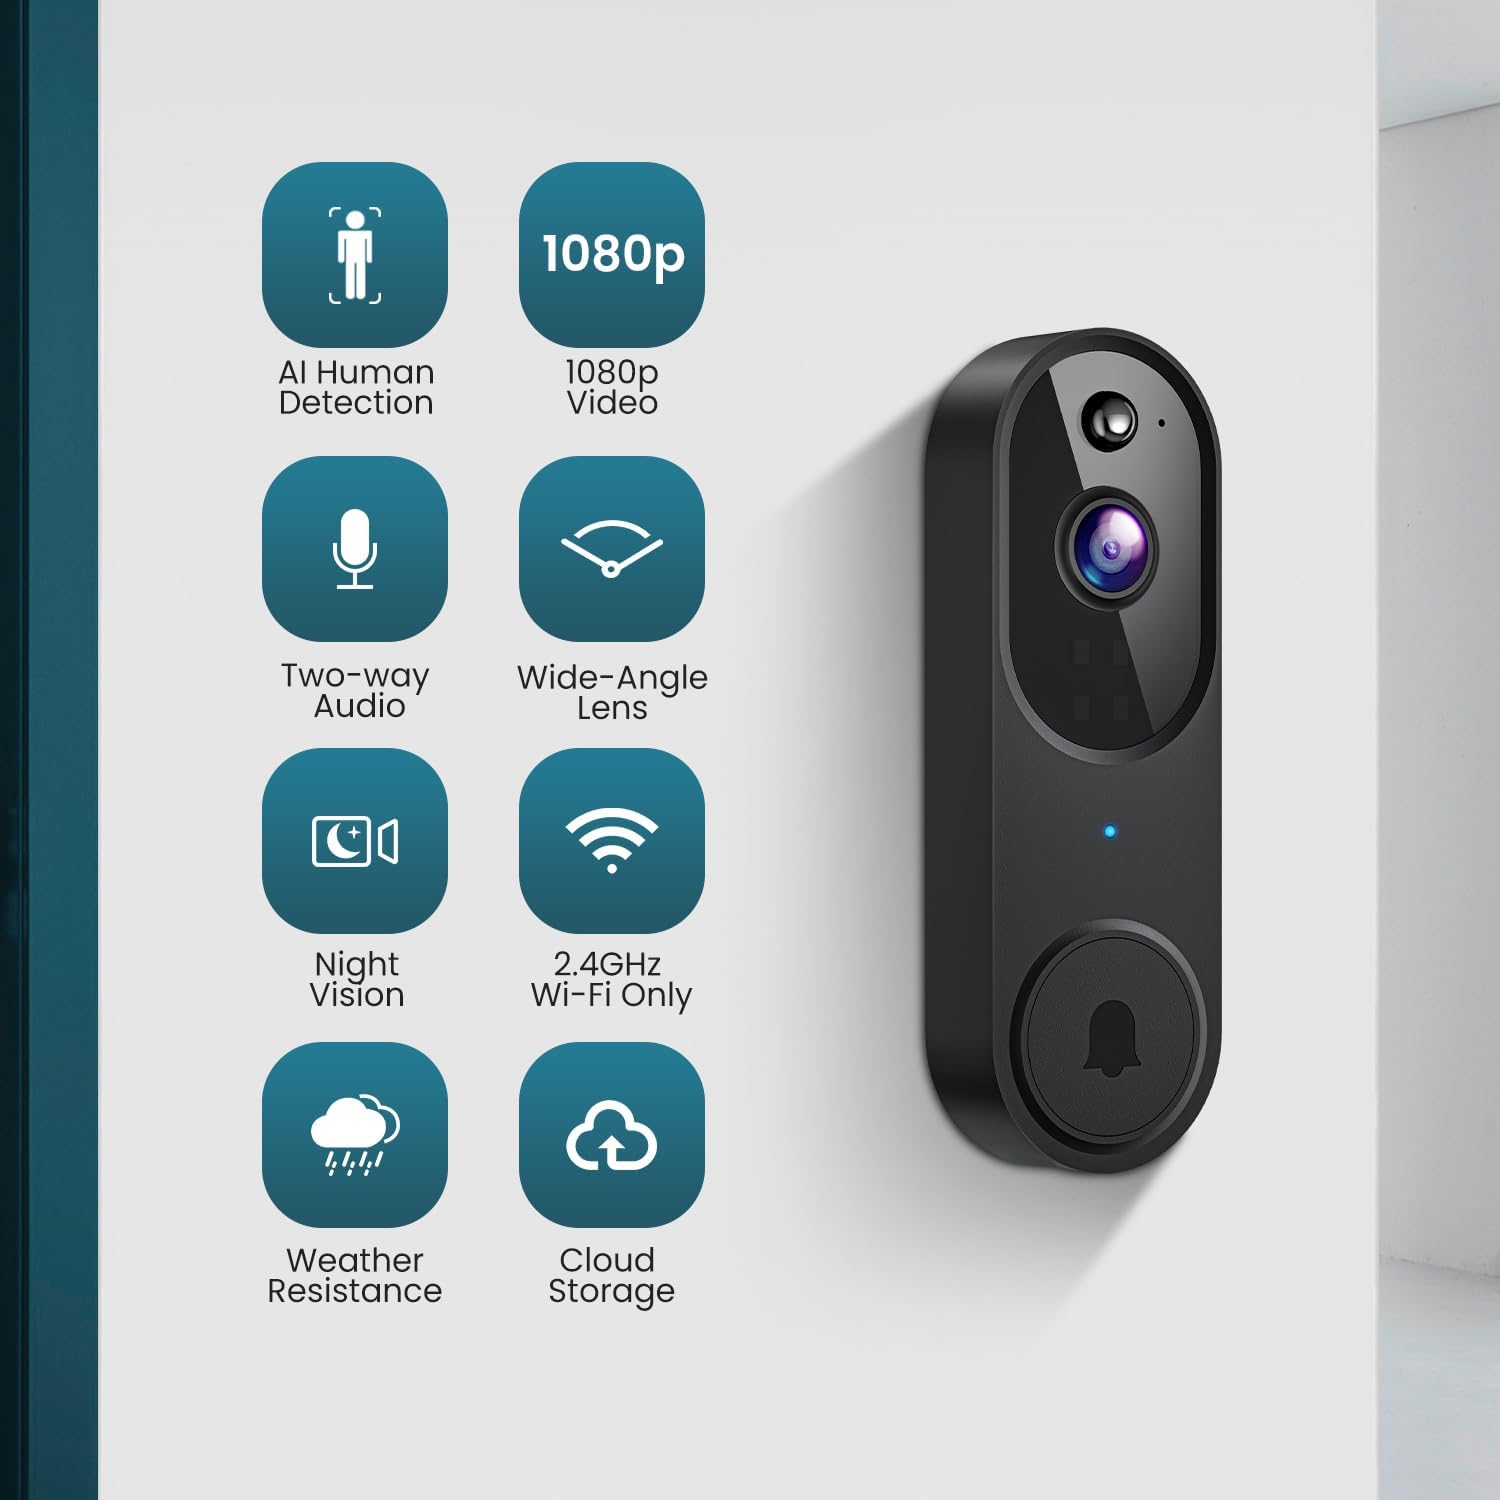 1080p
AI Human
Detection
1080p
Video
Two-way
Audio
Wide-Angle
Lens
Night
Vision
2.4GHz
Wi-Fi Only
Weather
Resistance
Cloud
Storage